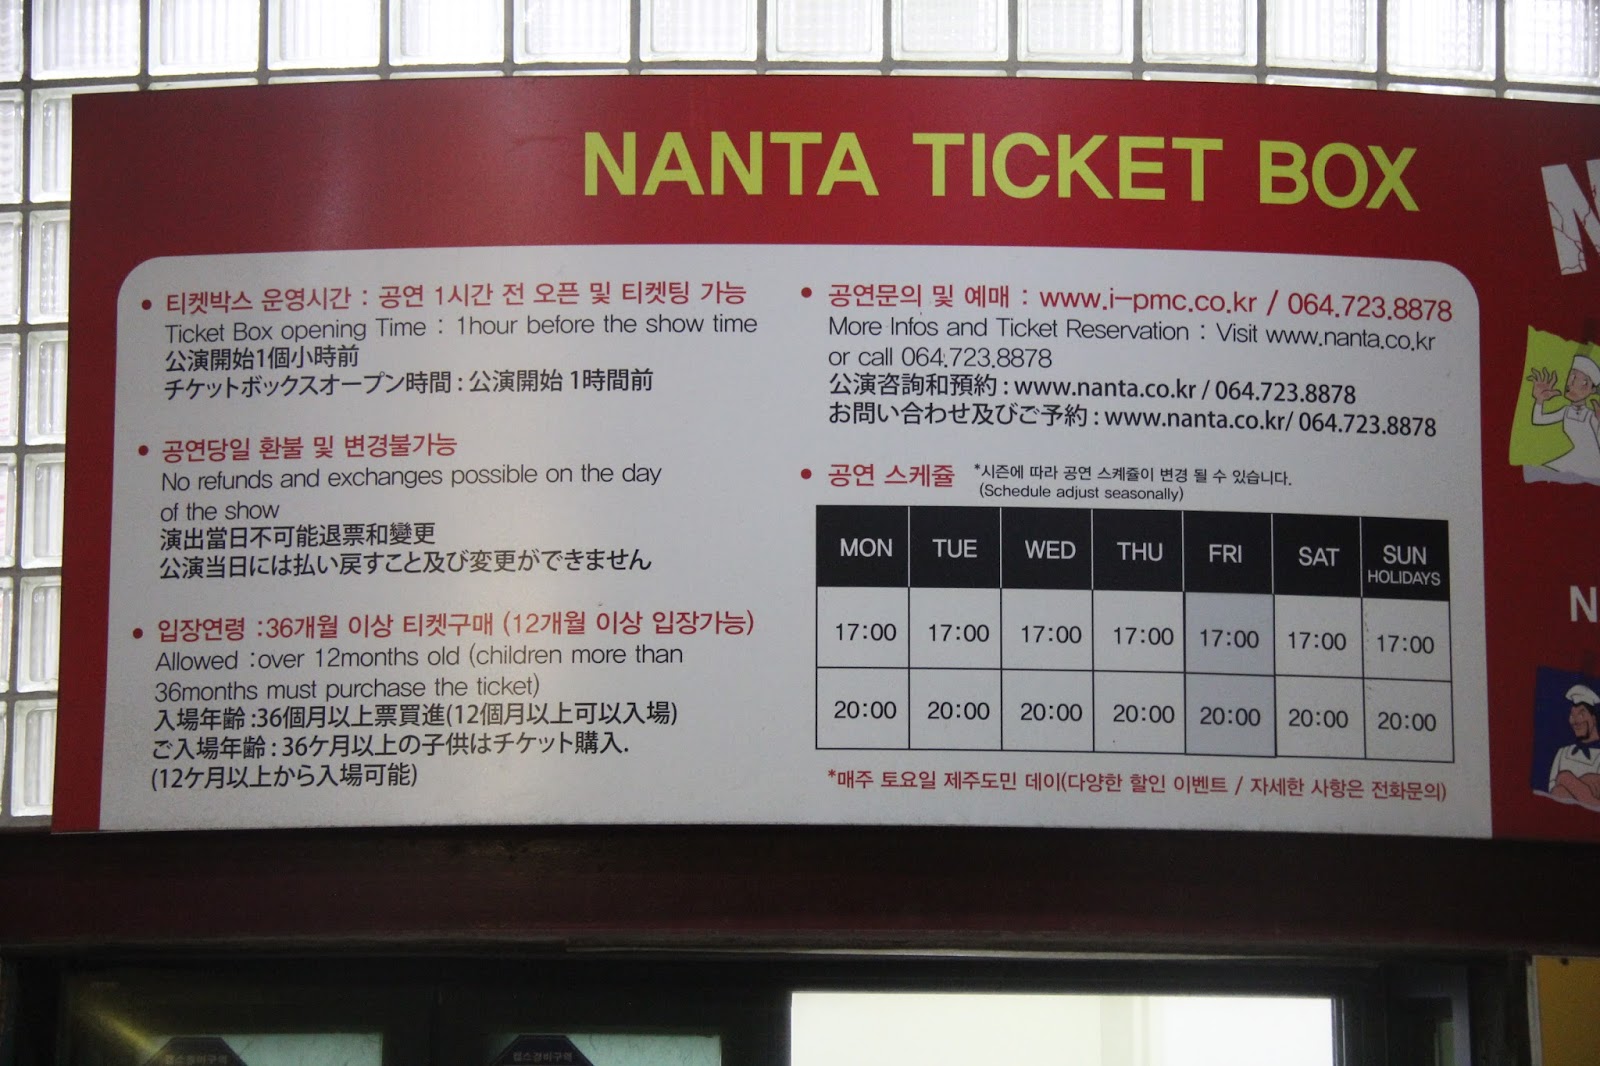 NANTA TICKET BOX
• 티켓박스 운영시간 : 공연 1시간 전 오픈 및 티켓팅 가능
Ticket Box opening Time : 1hour before the show time
公演開始1個小時前
チケットボックスオープン時間 : 公演開始 1時間前
• 공연당일 환불 및 변경불가능
No refunds and exchanges possible on the day
of the show
演出當日不可能退票和變更
公演当日には払い戻すこと及び変更ができません
• 입장연령 :36개월 이상 티켓구매 (12개월 이상 입장가능)
Allowed :over 12months old (children more than
36months must purchase the ticket)
入場年齡 :36個月以上票買進(12個月以上可以入場)
ご入場年齢 : 36ケ月以上の子供はチケット購入.
(12ケ月以上から入場可能)
• 공연문의 및 예매 : www.i-pmc.co.kr / 064.723.8878
More Infos and Ticket Reservation : Visit www.nanta.co.kr
or call 064.723.8878
公演咨詢和預約 : www.nanta.co.kr / 064.723.8878
お問い合わせ及びご予約 : www.nanta.co.kr/ 064.723.8878
• 공연 스케쥴 *시즌에 따라 공연 스케쥴이 변경 될 수 있습니다.
(Schedule adjust seasonally)
MON TUE WED THU FRI SAT SUN HOLIDAYS
17:00 17:00 17:00 17:00 17:00 17:00 17:00
20:00 20:00 20:00 20:00 20:00 20:00 20:00
*매주 토요일 제주도민 데이(다양한 할인 이벤트 / 자세한 사항은 전화문의)
N
N